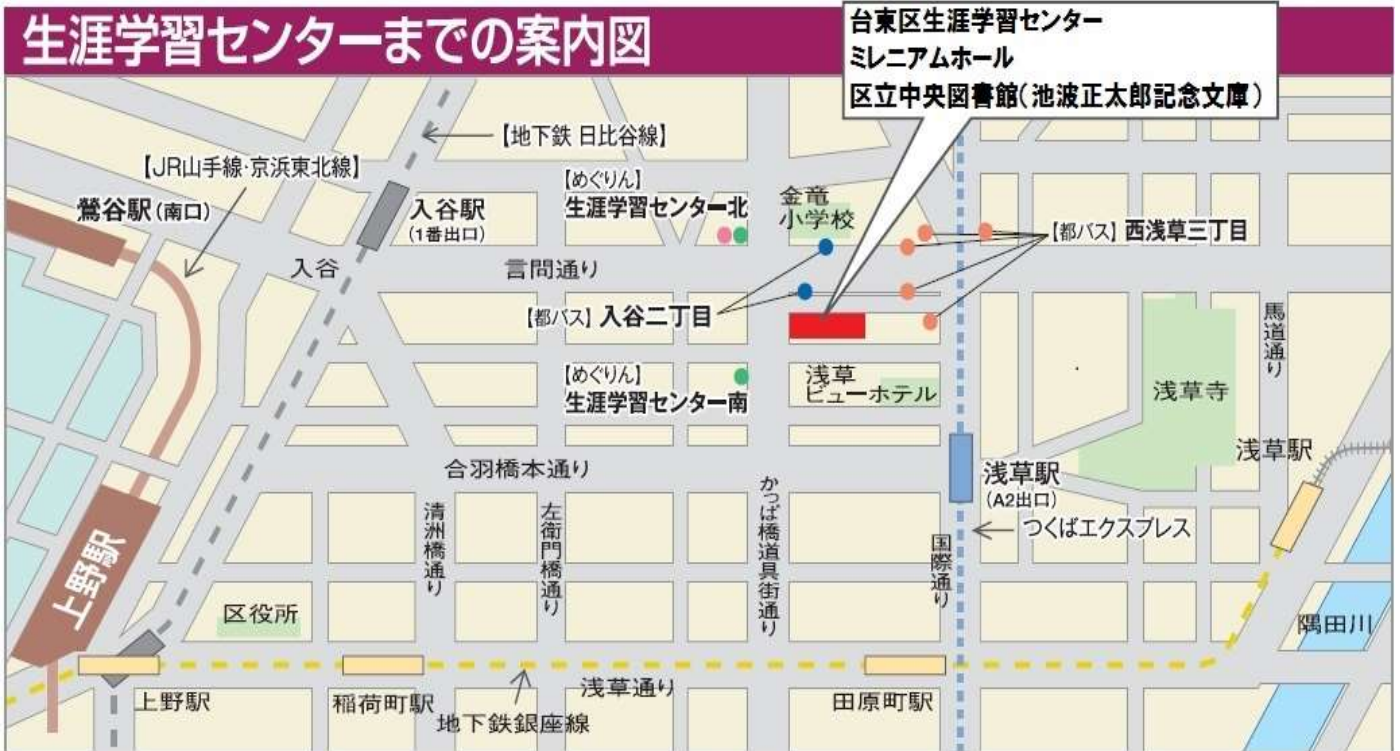 生涯学習センターまでの案内図
台東区生涯学習センター
ミレニアムホール
区立中央図書館(池波正太郎記念文庫)
【地下鉄 日比谷線】
【JR山手線・京浜東北線】
鶯谷駅(南口)
入谷駅
(1番出口)
【めぐりん】
生涯学習センター北
金竜
小学校
【都バス】西浅草三丁目
入谷
言問通り
【都バス】入谷二丁目
馬道通り
【めぐりん】
生涯学習センター南
浅草
ビューホテル
浅草寺
浅草駅
合羽橋本通り
浅草駅
(A2出口)
つくばエクスプレス
清洲橋通り
左衛門橋通り
かっぱ橋道具街通り
国際通り
上野駅
区役所
隅田川
上野駅
稲荷町駅
浅草通り
田原町駅
地下鉄銀座線